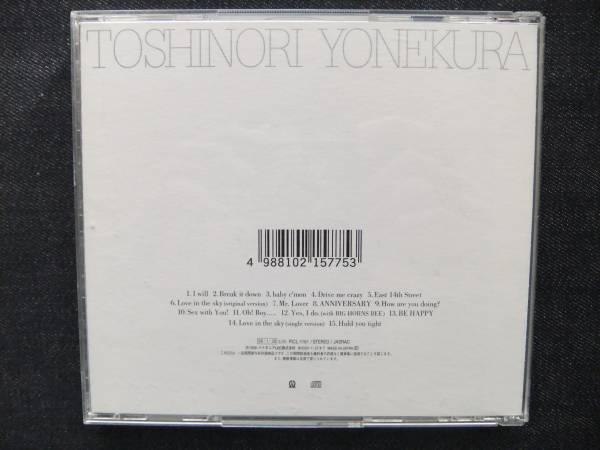 TOSHINORI YONEKURA
4 988102 157753
1. I will 2. Break it down 3. baby c'mon 4. Drive me crazy 5. East 14th Street
6. Love in the sky (original version) 7. Mr. Lover 8. ANNIVERSARY 9. How are you doing?
10. Sex with You! 11. Oh! Boy..... 12. Yes, I do (with BIG HORNS BEE) 13. BE HAPPY
14. Love in the sky (single version) 15. Hold you tight
STEREO / JASRAC